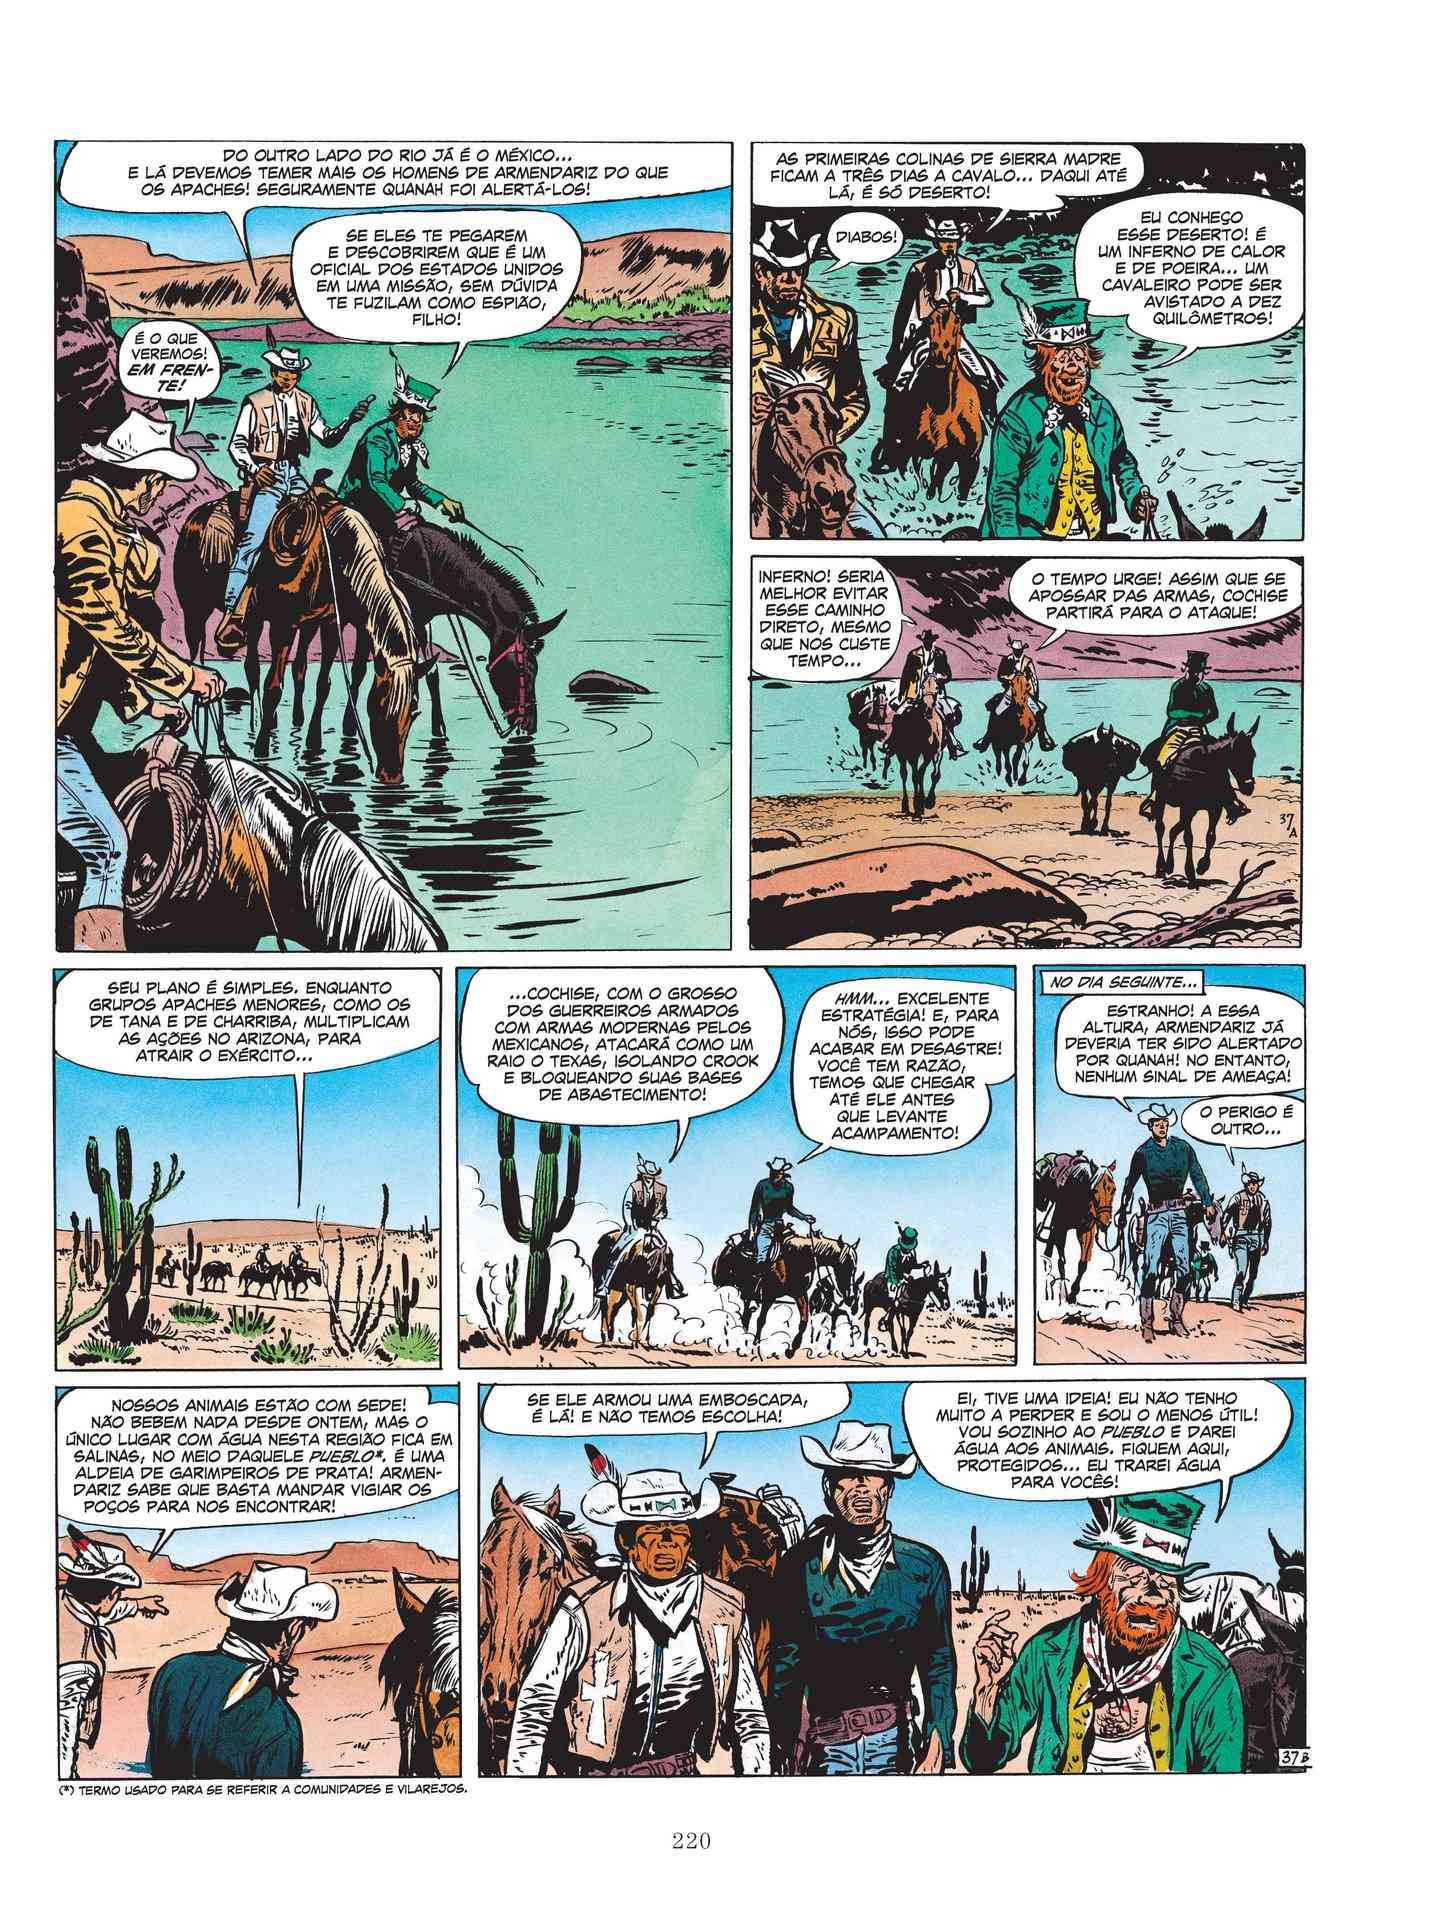 DO OUTRO LADO DO RIO JÁ É O MÉXICO...
E LÁ DEVEMOS TEMER MAIS OS HOMENS DE ARMENDARIZ DO QUE
OS APACHES! SEGURAMENTE QUANAH FOI ALERTÁ-LOS!
SE ELES TE PEGAREM
E DESCOBRIREM QUE É UM
OFICIAL DOS ESTADOS UNIDOS
EM UMA MISSÃO, SEM DÚVIDA
TE FUZILAM COMO ESPIÃO,
FILHO!
É O QUE
VEREMOS!
EM FREN-
TE!
AS PRIMEIRAS COLINAS DE SIERRA MADRE
FICAM A TRÊS DIAS A CAVALO... DAQUI ATÉ
LÁ, É SÓ DESERTO!
DIABOS!
EU CONHEÇO
ESSE DESERTO! É
UM INFERNO DE CALOR
E DE POEIRA... UM
CAVALEIRO PODE SER
AVISTADO A DEZ
QUILÔMETROS!
INFERNO! SERIA
MELHOR EVITAR
ESSE CAMINHO
DIRETO, MESMO
QUE NOS CUSTE
TEMPO...
O TEMPO URGE! ASSIM QUE SE
APOSSAR DAS ARMAS, COCHISE
PARTIRÁ PARA O ATAQUE!
37
A
SEU PLANO É SIMPLES. ENQUANTO
GRUPOS APACHES MENORES, COMO OS
DE TANA E DE CHARRIBA, MULTIPLICAM
AS AÇÕES NO ARIZONA, PARA
ATRAIR O EXÉRCITO...
...COCHISE, COM O GROSSO
DOS GUERREIROS ARMADOS
COM ARMAS MODERNAS PELOS
MEXICANOS, ATACARÁ COMO UM
RAIO O TEXAS, ISOLANDO CROOK
E BLOQUEANDO SUAS BASES
DE ABASTECIMENTO!
HMM... EXCELENTE
ESTRATÉGIA! E, PARA
NÓS, ISSO PODE
ACABAR EM DESASTRE!
VOCÊ TEM RAZÃO,
TEMOS QUE CHEGAR
ATÉ ELE ANTES
QUE LEVANTE
ACAMPAMENTO!
NO DIA SEGUINTE...
ESTRANHO! A ESSA
ALTURA, ARMENDARIZ JÁ
DEVERIA TER SIDO ALERTADO
POR QUANAH! NO ENTANTO,
NENHUM SINAL DE AMEAÇA!
O PERIGO É
OUTRO...
NOSSOS ANIMAIS ESTÃO COM SEDE!
NÃO BEBEM NADA DESDE ONTEM, MAS O
ÚNICO LUGAR COM ÁGUA NESTA REGIÃO FICA EM
SALINAS, NO MEIO DAQUELE PUEBLO*. É UMA
ALDEIA DE GARIMPEIROS DE PRATA! ARMEN-
DARIZ SABE QUE BASTA MANDAR VIGIAR OS
POÇOS PARA NOS ENCONTRAR!
SE ELE ARMOU UMA EMBOSCADA,
É LÁ! E NÃO TEMOS ESCOLHA!
EI, TIVE UMA IDEIA! EU NÃO TENHO
MUITO A PERDER E SOU O MENOS ÚTIL!
VOU SOZINHO AO PUEBLO E DAREI
ÁGUA AOS ANIMAIS. FIQUEM AQUI,
PROTEGIDOS... EU TRAREI ÁGUA
PARA VOCÊS!
37 B
(*) TERMO USADO PARA SE REFERIR A COMUNIDADES E VILAREJOS.
220